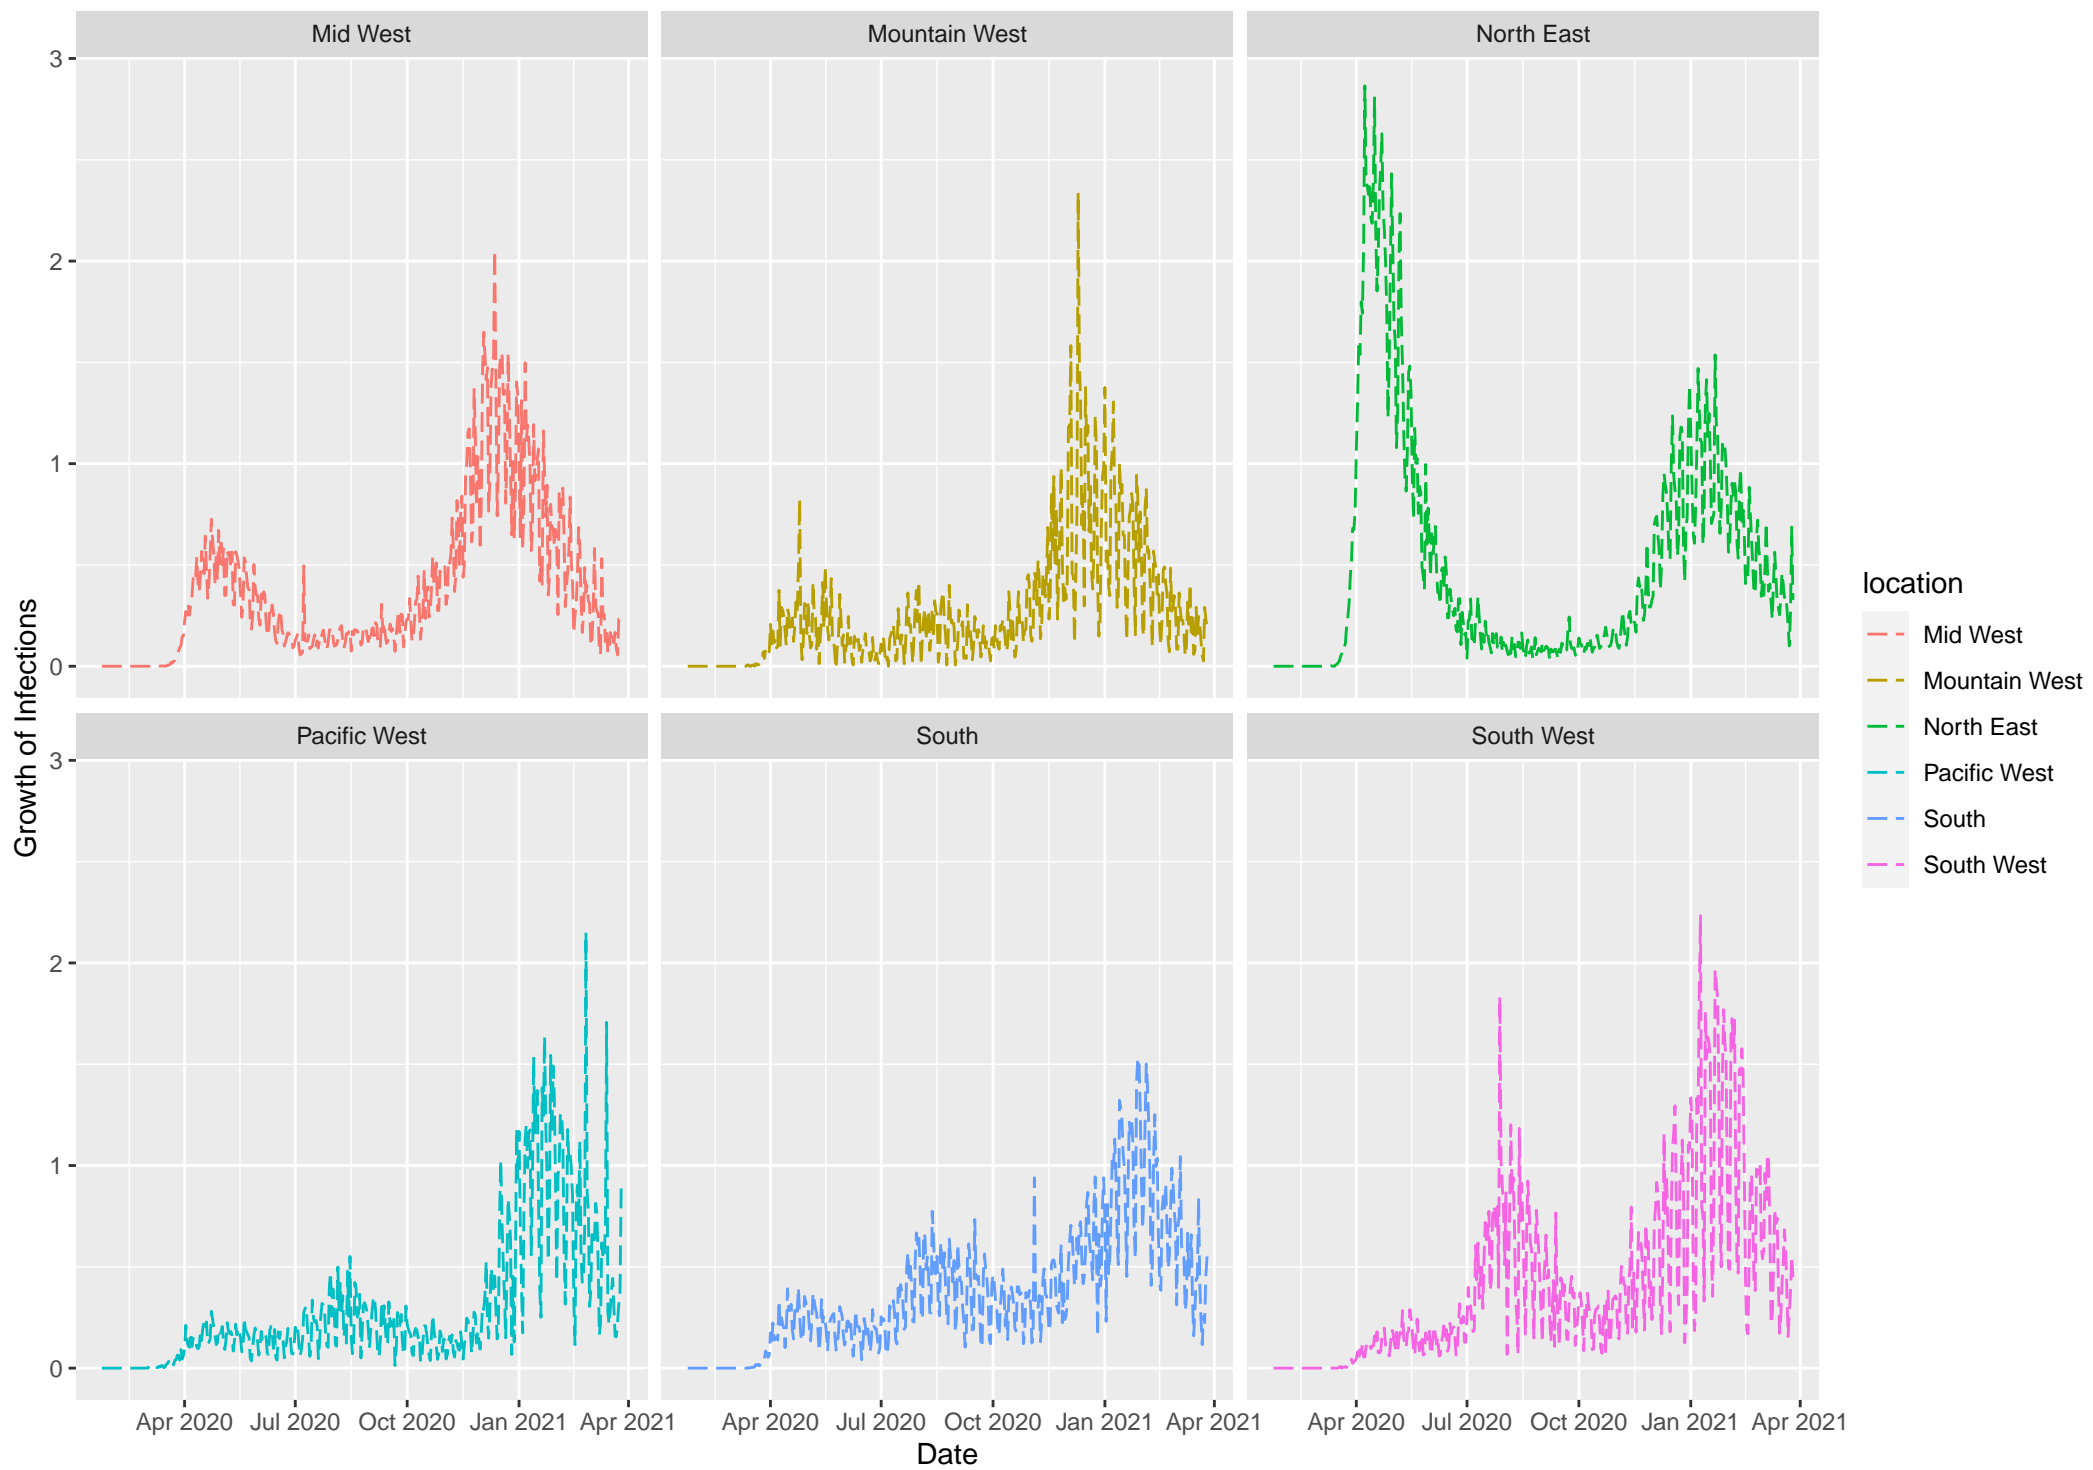 Mid West
Mountain West
North East
3
2
1
0
Pacific West
South
South West
3
2
1
0
Growth of Infections
Apr 2020 Jul 2020 Oct 2020 Jan 2021 Apr 2021
Apr 2020 Jul 2020 Oct 2020 Jan 2021 Apr 2021
Apr 2020 Jul 2020 Oct 2020 Jan 2021 Apr 2021
Date
location
Mid West
Mountain West
North East
Pacific West
South
South West